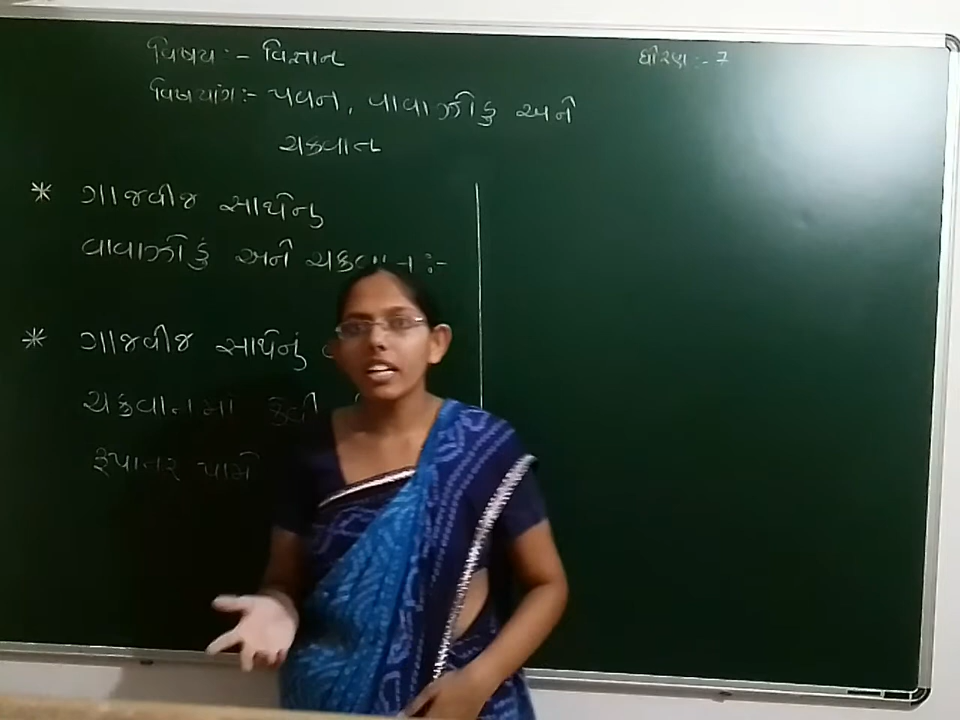 વિષય :- વિજ્ઞાન
ધોરણ :- 7
વિષયાંગ :- પવન, વાવાઝોડુ અને
ચક્રવાત
* ગાજવીજ સાથેનુ
વાવાઝોડું અને ચક્રવાત :-
* ગાજવીજ સાથેનું
ચક્રવાતમા કેવી
રૂપાતર પામે